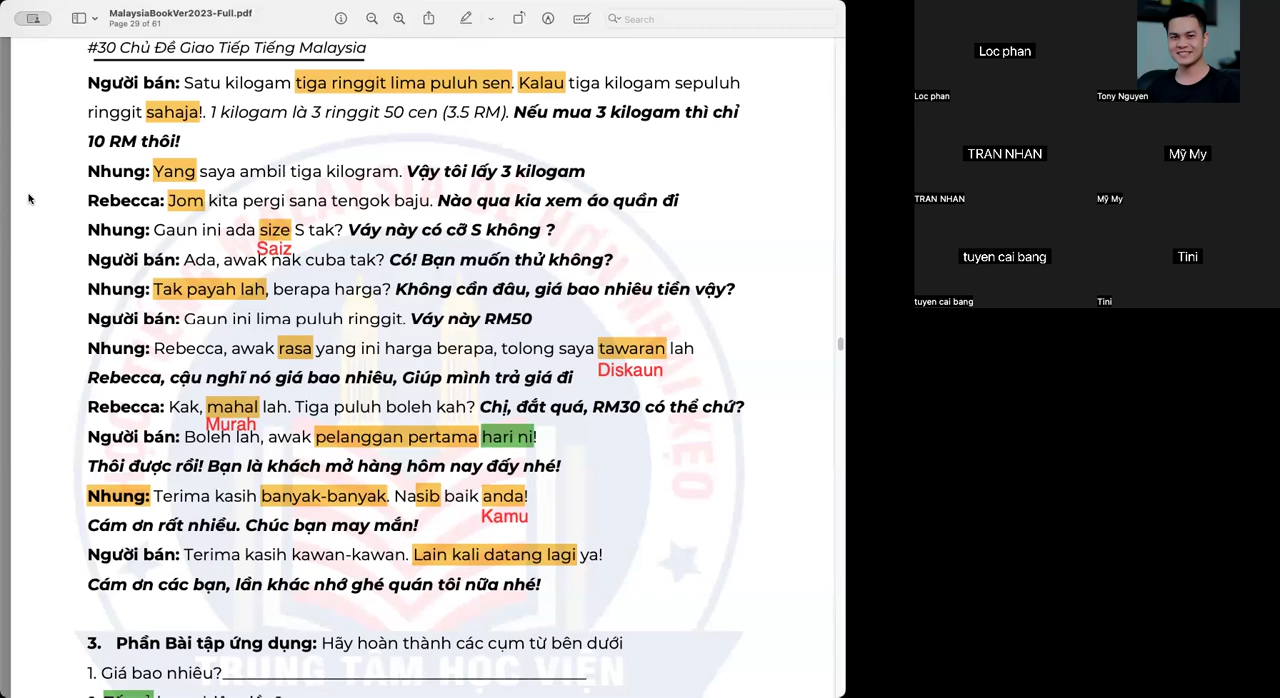 MalaysiaBookVer2023-Full.pdf
Page 29 of 61
Search
#30 Chủ Đề Giao Tiếp Tiếng Malaysia
Người bán: Satu kilogam tiga ringgit lima puluh sen. Kalau tiga kilogam sepuluh
ringgit sahaja!. 1 kilogam là 3 ringgit 50 cen (3.5 RM). Nếu mua 3 kilogam thì chỉ
10 RM thôi!
Nhung: Yang saya ambil tiga kilogram. Vậy tôi lấy 3 kilogam
Rebecca: Jom kita pergi sana tengok baju. Nào qua kia xem áo quần đi
Nhung: Gaun ini ada size S tak? Váy này có cỡ S không ?
Saiz
Người bán: Ada, awak nak cuba tak? Có! Bạn muốn thử không?
Nhung: Tak payah lah, berapa harga? Không cần đâu, giá bao nhiêu tiền vậy?
Người bán: Gaun ini lima puluh ringgit. Váy này RM50
Nhung: Rebecca, awak rasa yang ini harga berapa, tolong saya tawaran lah
Diskaun
Rebecca, cậu nghĩ nó giá bao nhiêu, Giúp mình trả giá đi
Rebecca: Kak, mahal lah. Tiga puluh boleh kah? Chị, đắt quá, RM30 có thể chứ?
Murah
Người bán: Boleh lah, awak pelanggan pertama hari ni!
Thôi được rồi! Bạn là khách mở hàng hôm nay đấy nhé!
Nhung: Terima kasih banyak-banyak. Nasib baik anda!
Kamu
Cám ơn rất nhiều. Chúc bạn may mắn!
Người bán: Terima kasih kawan-kawan. Lain kali datang lagi ya!
Cám ơn các bạn, lần khác nhớ ghé quán tôi nữa nhé!
3. Phần Bài tập ứng dụng: Hãy hoàn thành các cụm từ bên dưới
1. Giá bao nhiêu?
TRUNG TÂM HỌC VIỆN
Loc phan
Loc phan
Tony Nguyen
TRAN NHAN
Mỹ My
TRAN NHAN
Mỹ My
tuyen cai bang
Tini
tuyen cai bang
Tini